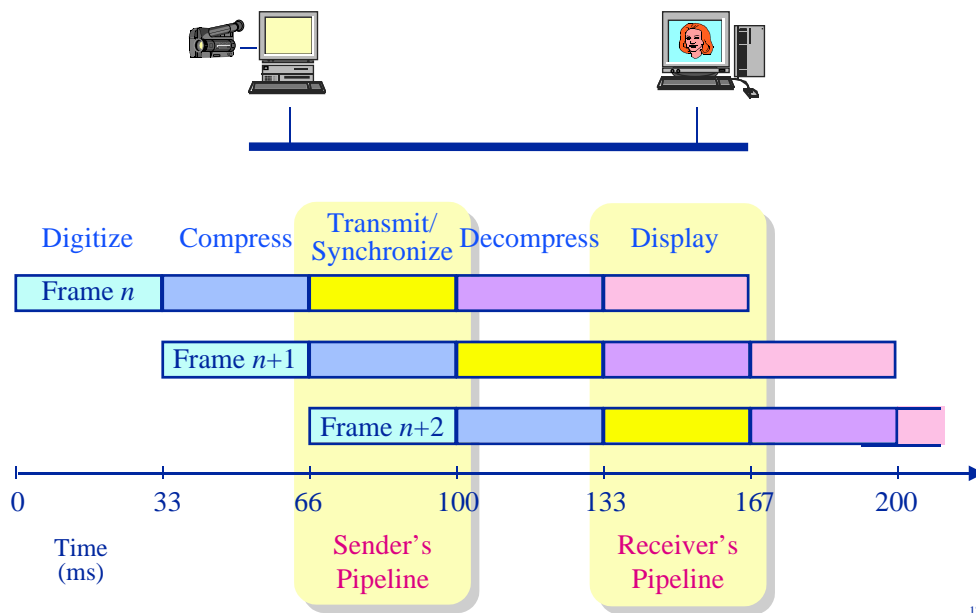 Digitize Compress Transmit/ Synchronize Decompress Display
Frame n
Frame n+1
Frame n+2
0 33 66 100 133 167 200
Time
(ms)
Sender's
Pipeline
Receiver's
Pipeline